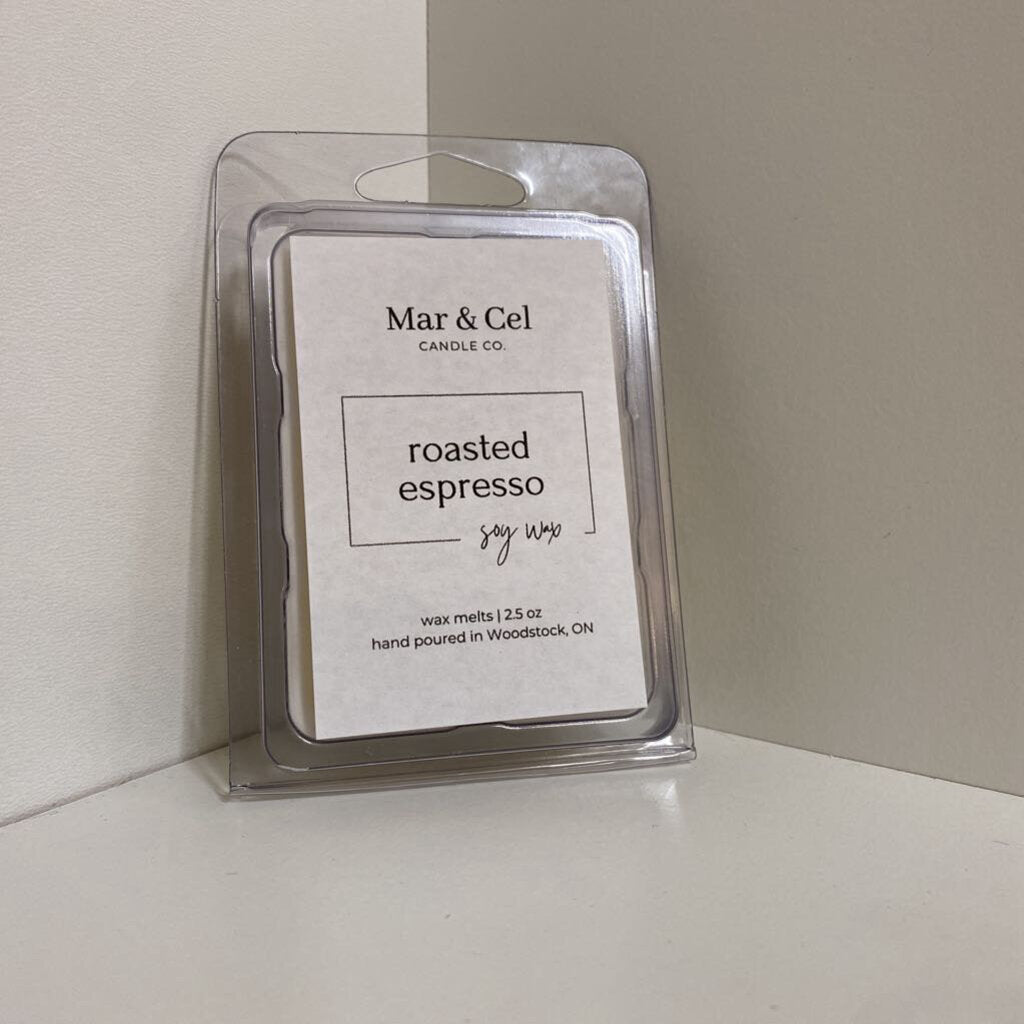 Mar & Cel
CANDLE CO.
roasted
espresso
soy wax
wax melts | 2.5 oz
hand poured in Woodstock, ON